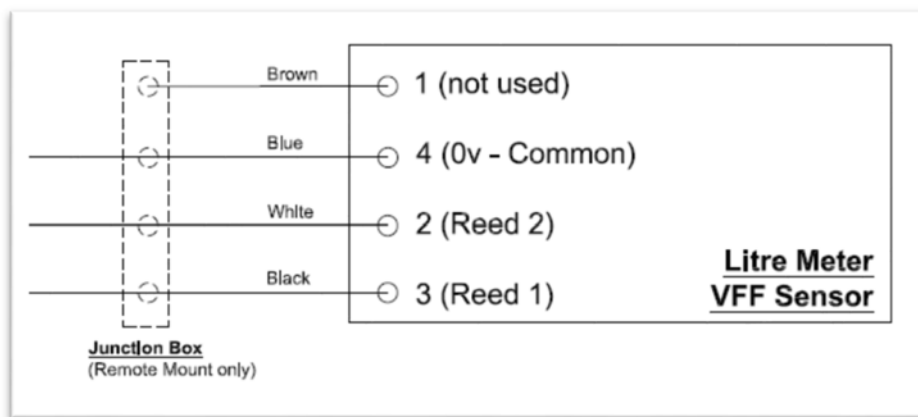 Brown
1 (not used)
Blue
4 (0v - Common)
White
2 (Reed 2)
Black
3 (Reed 1)
Litre Meter
VFF Sensor
Junction Box
(Remote Mount only)